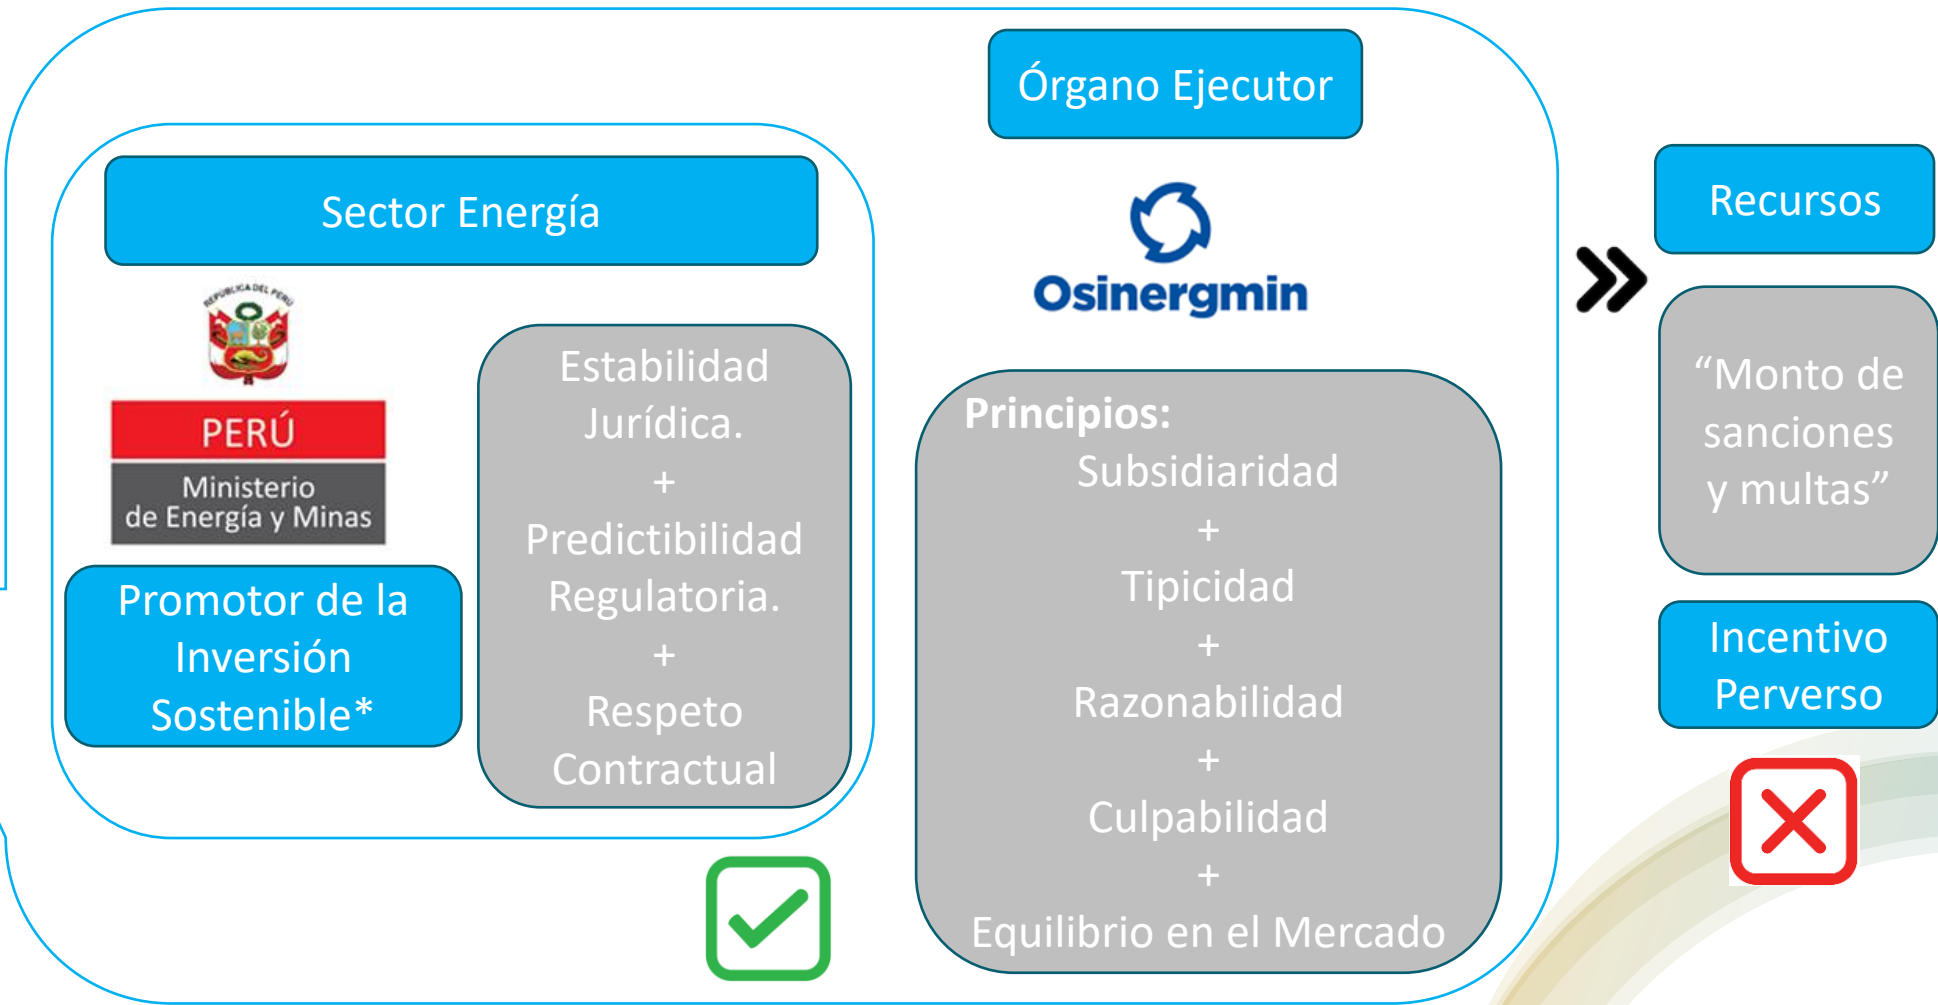 Órgano Ejecutor
Sector Energía
REPÚBLICA DEL PERÚ
PERÚ
Ministerio
de Energía y Minas
Promotor de la
Inversión
Sostenible*
Estabilidad
Jurídica.
+
Predictibilidad
Regulatoria.
+
Respeto
Contractual
Osinergmin
Principios:
Subsidiaridad
+
Tipicidad
+
Razonabilidad
+
Culpabilidad
+
Equilibrio en el Mercado
Recursos
“Monto de
sanciones
y multas”
Incentivo
Perverso